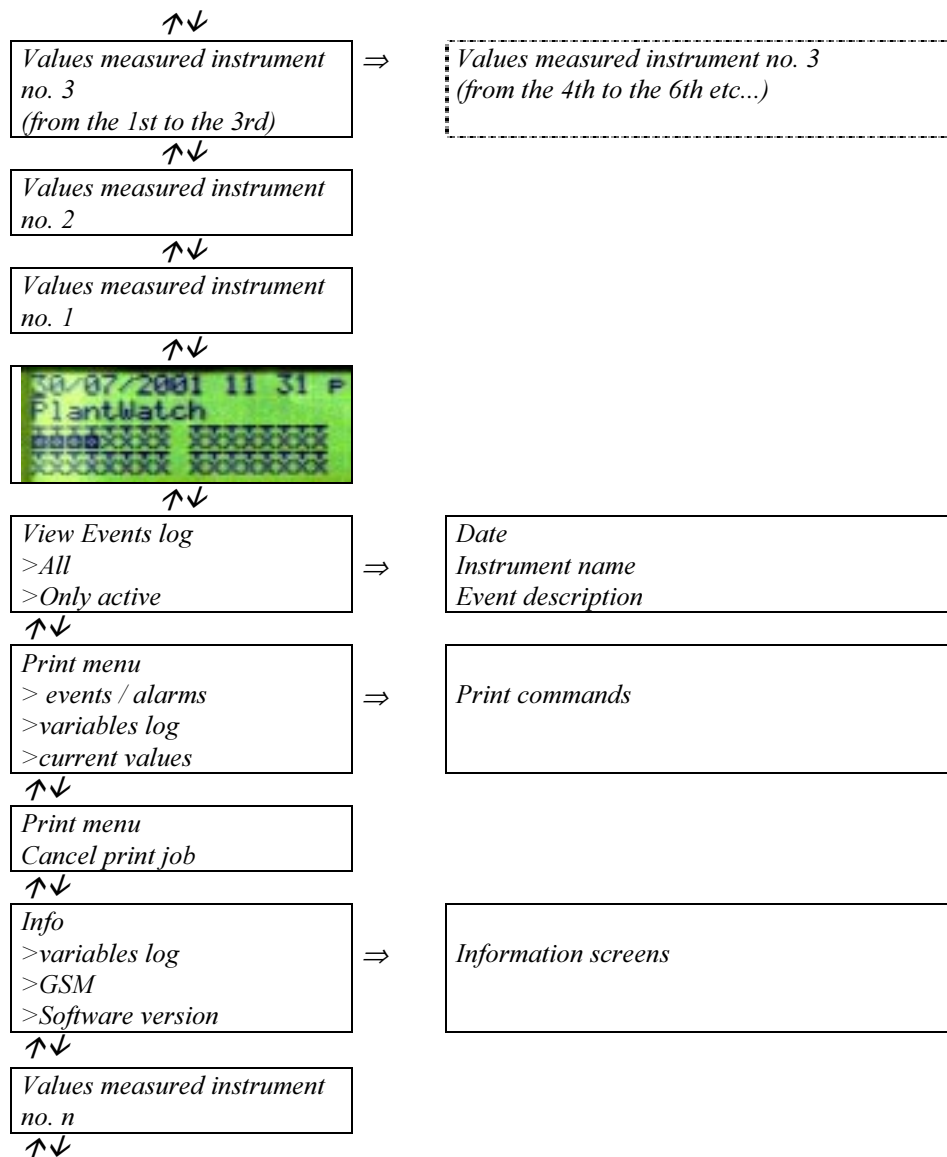 Values measured instrument
no. 3
(from the 1st to the 3rd)
⇒
Values measured instrument no. 3
(from the 4th to the 6th etc...)
Values measured instrument
no. 2
Values measured instrument
no. 1
30/07/2001 11 31 P
PlantWatch
XXXX XXXXXXXX
XXXXXXXX XXXXXXXX
View Events log
>All
>Only active
⇒
Date
Instrument name
Event description
Print menu
> events / alarms
>variables log
>current values
⇒
Print commands
Print menu
Cancel print job
Info
>variables log
>GSM
>Software version
⇒
Information screens
Values measured instrument
no. n